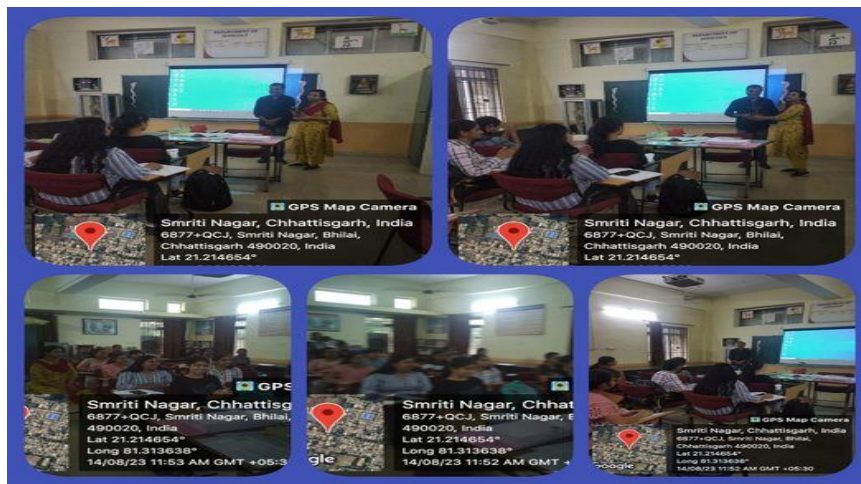 DEPARTMENT OF
GPS Map Camera
Smriti Nagar, Chhattisgarh, India
6877+QCJ, Smriti Nagar, Bhilai,
Chhattisgarh 490020, India
Lat 21.214654°
DEPARTMENT OF
GPS Map Camera
Smriti Nagar, Chhattisgarh, India
6877+QCJ, Smriti Nagar, Bhilai,
Chhattisgarh 490020, India
Lat 21.214654°
GPS
Smriti Nagar, Chhattisg
6877+QCJ, Smriti Nagar, Bhilai,
490020, India
Lat 21.214654°
Long 81.313638°
14/08/23 11:53 AM GMT +05:3
Smriti Nagar, Chhat
6877+QCJ, Smriti Nagar, B
490020, India
Lat 21.214654°
Long 81.313638°
14/08/23 11:52 AM GMT +
gle
GPS Map Camera
Smriti Nagar, Chhattisgarh, India
6877+QCJ, Smriti Nagar, Bhilai,
Chhattisgarh 490020, India
Lat 21.214654°
Long 81.313638°
14/08/23 11:52 AM GMT +05:30
Google